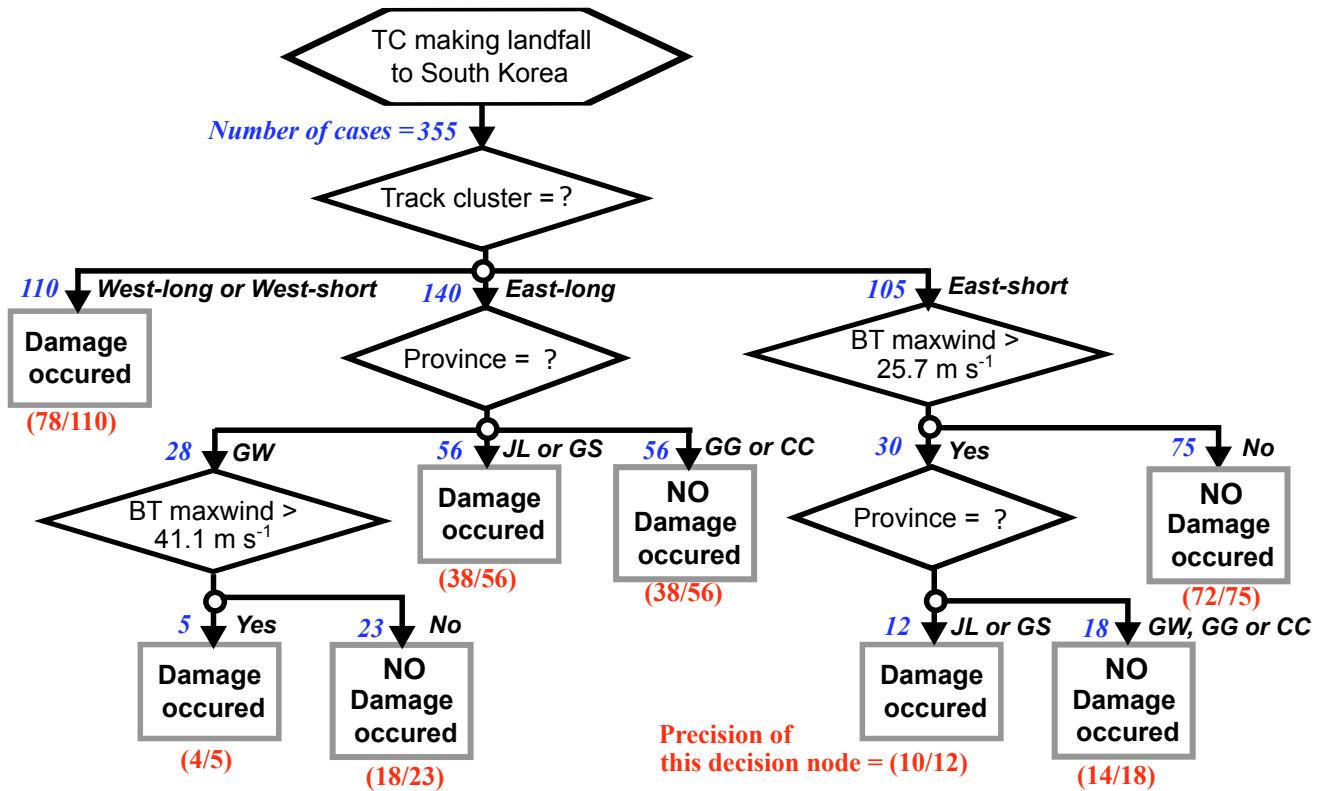 TC making landfall
to South Korea
Number of cases = 355
Track cluster = ?
110 West-long or West-short
140 East-long
105 East-short
Damage
occured
(78/110)
Province = ?
BT maxwind >
25.7 m s-1
28 GW
56 JL or GS
56 GG or CC
30 Yes
75 No
BT maxwind >
41.1 m s-1
Damage
occured
(38/56)
NO
Damage
occured
(38/56)
Province = ?
NO
Damage
occured
(72/75)
5 Yes
23 No
12 JL or GS
18 GW, GG or CC
Damage
occured
(4/5)
NO
Damage
occured
(18/23)
Damage
occured
Precision of
this decision node = (10/12)
NO
Damage
occured
(14/18)